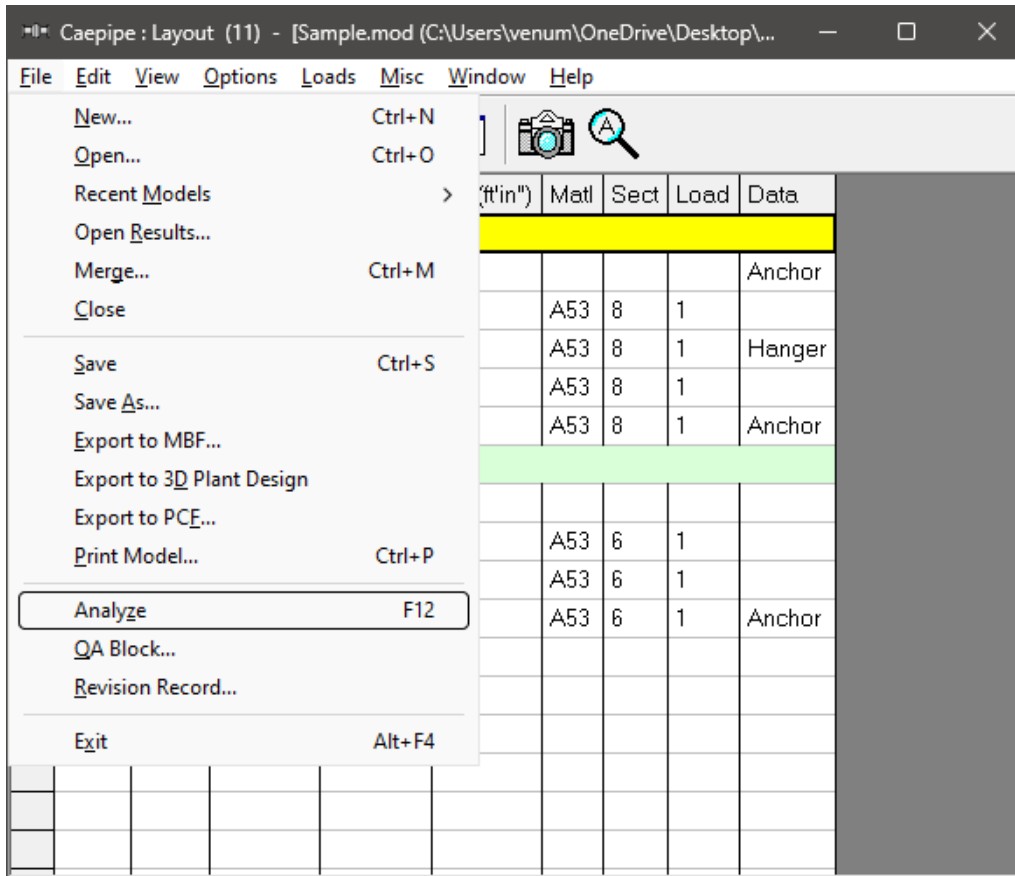 Caepipe : Layout (11) - [Sample.mod (C:\Users\venum\OneDrive\Desktop\...
File Edit View Options Loads Misc Window Help
New... Ctrl+N
Open... Ctrl+O
Recent Models
Open Results...
Merge... Ctrl+M
Close
Save Ctrl+S
Save As...
Export to MBF...
Export to 3D Plant Design
Export to PCF...
Print Model... Ctrl+P
Analyze F12
QA Block...
Revision Record...
Exit Alt+F4
(ft'in") Matl Sect Load Data
Anchor
A53 8 1
A53 8 1 Hanger
A53 8 1
A53 8 1 Anchor
A53 6 1
A53 6 1
A53 6 1 Anchor